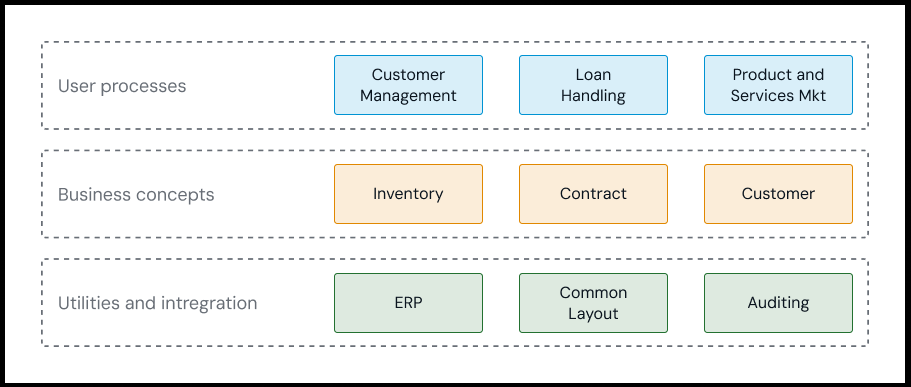 User processes
Customer
Management
Loan
Handling
Product and
Services Mkt
Business concepts
Inventory
Contract
Customer
Utilities and intregration
ERP
Common
Layout
Auditing